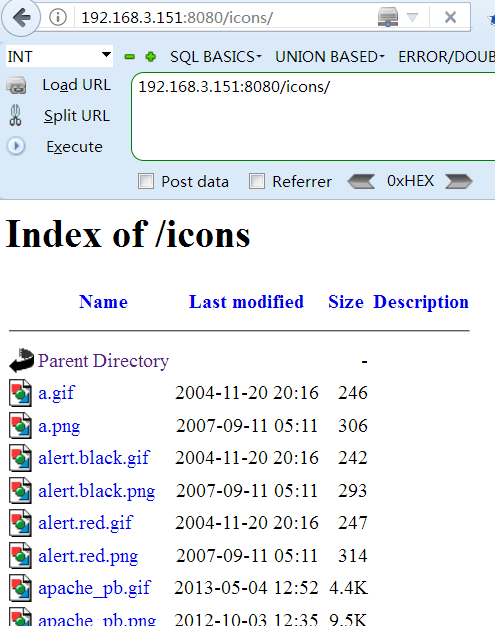 192.168.3.151:8080/icons/
INT SQL BASICS- UNION BASED- ERROR/DOUB
Load URL 192.168.3.151:8080/icons/
Split URL
Execute
Post data Referrer 0xHEX
Index of /icons
Name Last modified Size Description
Parent Directory -
a.gif 2004-11-20 20:16 246
a.png 2007-09-11 05:11 306
alert.black.gif 2004-11-20 20:16 242
alert.black.png 2007-09-11 05:11 293
alert.red.gif 2004-11-20 20:16 247
alert.red.png 2007-09-11 05:11 314
apache_pb.gif 2013-05-04 12:52 4.4K
apache_pb.png 2012-10-03 12:35 9.5K